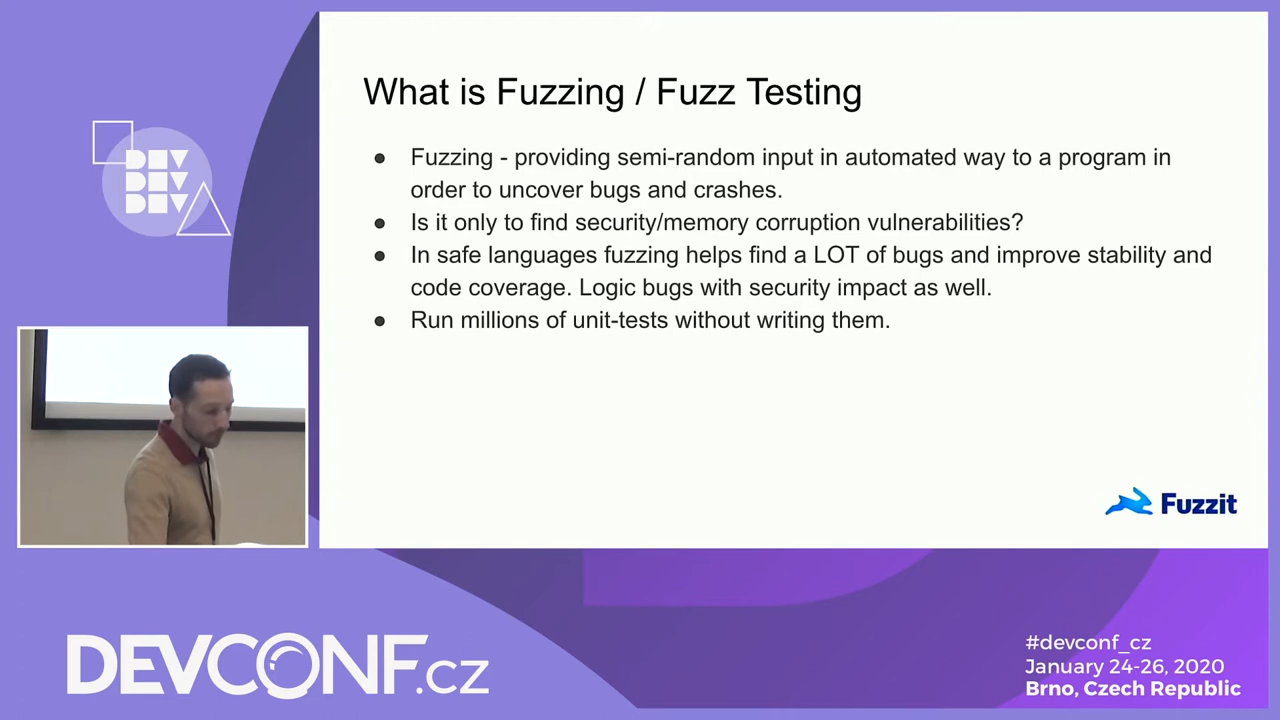 What is Fuzzing / Fuzz Testing
● Fuzzing - providing semi-random input in automated way to a program in
order to uncover bugs and crashes.
● Is it only to find security/memory corruption vulnerabilities?
● In safe languages fuzzing helps find a LOT of bugs and improve stability and
code coverage. Logic bugs with security impact as well.
● Run millions of unit-tests without writing them.
Fuzzit
DEV
DEV
DEV
DEVCONF.cz
#devconf_cz
January 24-26, 2020
Brno, Czech Republic